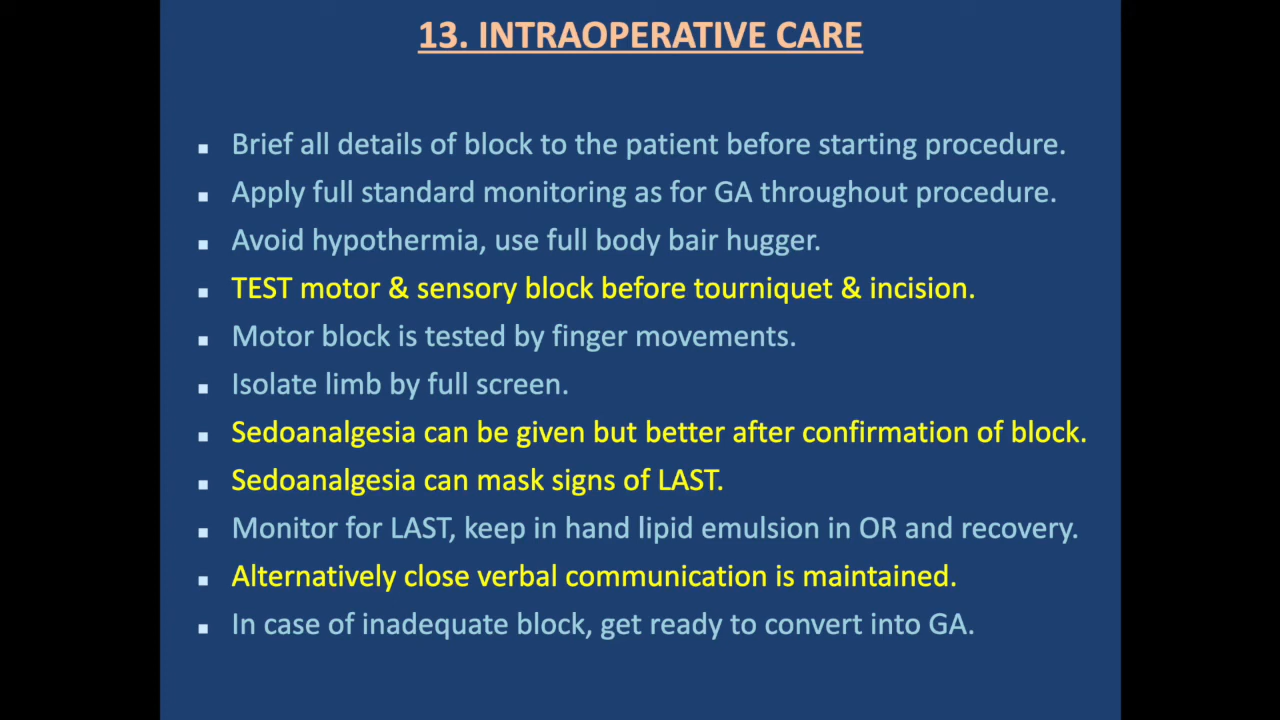 13. INTRAOPERATIVE CARE
▪ Brief all details of block to the patient before starting procedure.
▪ Apply full standard monitoring as for GA throughout procedure.
▪ Avoid hypothermia, use full body bair hugger.
▪ TEST motor & sensory block before tourniquet & incision.
▪ Motor block is tested by finger movements.
▪ Isolate limb by full screen.
▪ Sedoanalgesia can be given but better after confirmation of block.
▪ Sedoanalgesia can mask signs of LAST.
▪ Monitor for LAST, keep in hand lipid emulsion in OR and recovery.
▪ Alternatively close verbal communication is maintained.
▪ In case of inadequate block, get ready to convert into GA.